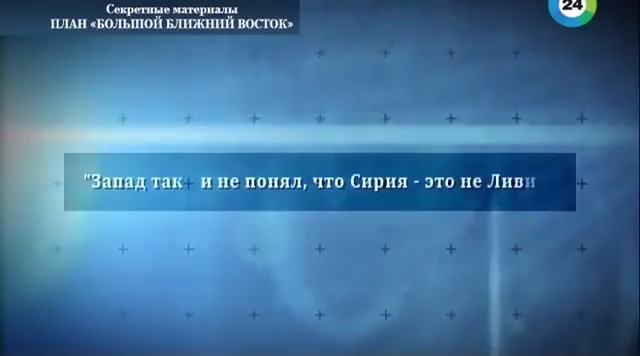 Секретные материалы
ПЛАН «БОЛЬШОЙ БЛИЖНИЙ ВОСТОК»
24
"Запад так и не понял, что Сирия - это не Ливи